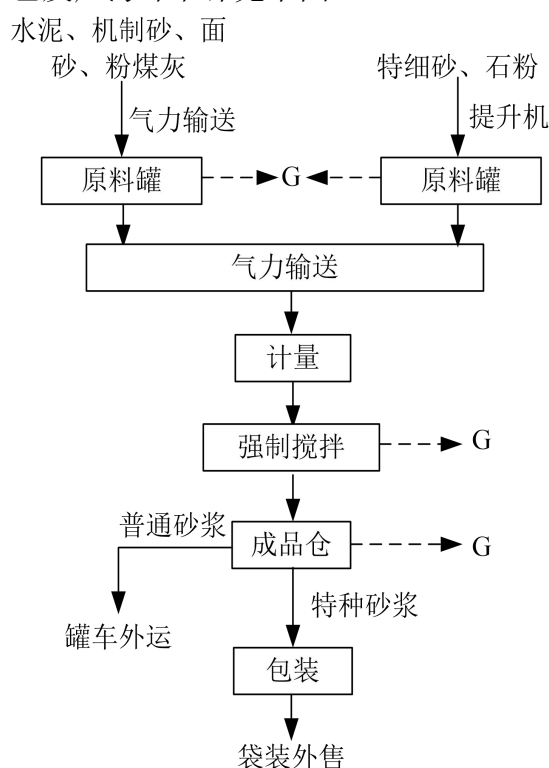 水泥、机制砂、面
砂、粉煤灰
特细砂、石粉
气力输送
提升机
原料罐
G
原料罐
气力输送
计量
强制搅拌
G
普通砂浆
成品仓
G
特种砂浆
罐车外运
包装
袋装外售